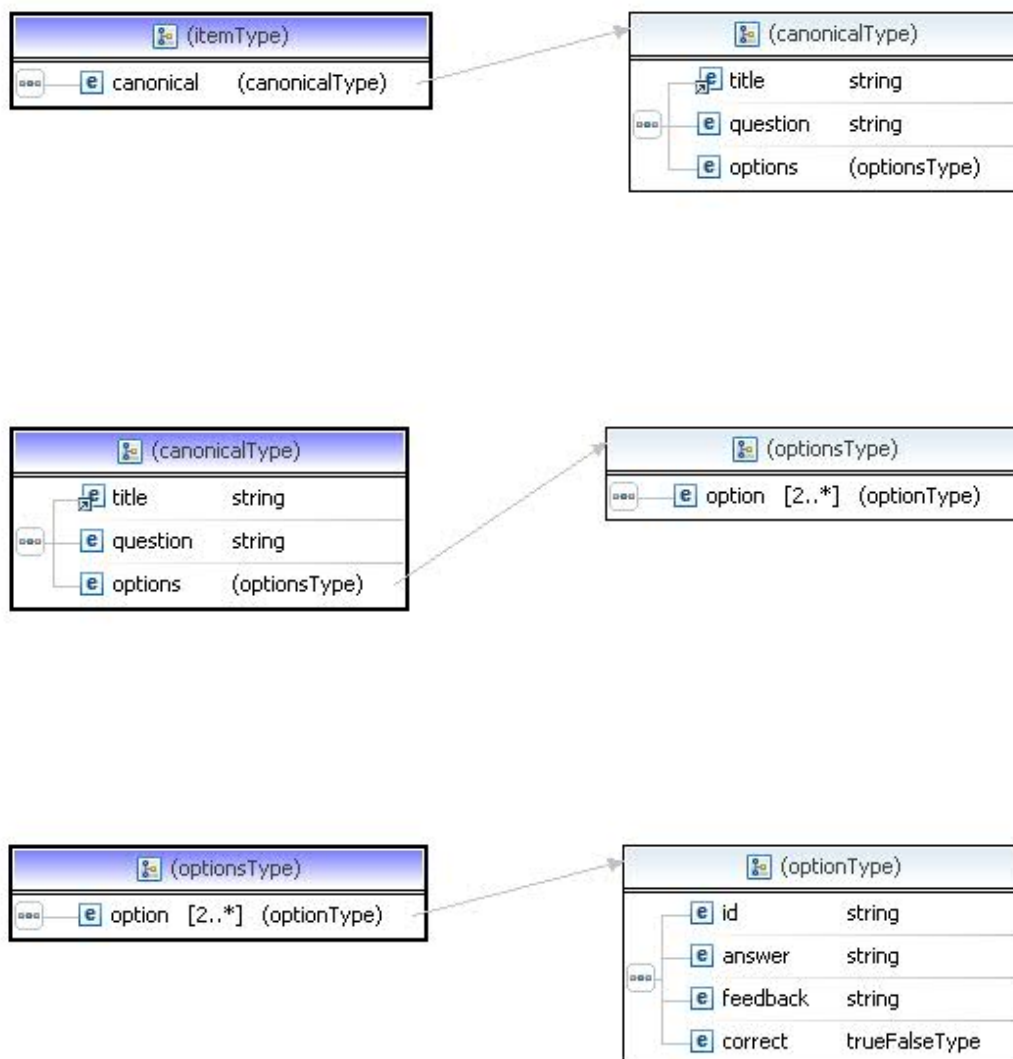 (itemType)
e canonical (canonicalType)
(canonicalType)
e title string
e question string
e options (optionsType)
(canonicalType)
e title string
e question string
e options (optionsType)
(optionsType)
e option [2..*] (optionType)
(optionsType)
e option [2..*] (optionType)
(optionType)
e id string
e answer string
e feedback string
e correct trueFalseType